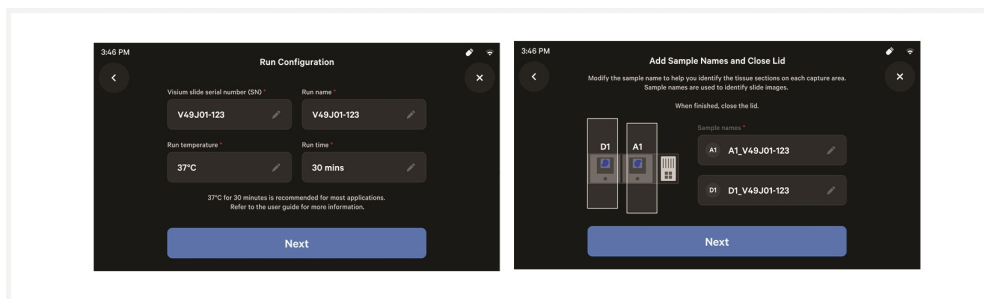 3:46 PM
Run Configuration
Visium slide serial number (SN) *
Run name *
V49J01-123
V49J01-123
Run temperature *
Run time *
37°C
30 mins
37°C for 30 minutes is recommended for most applications.
Refer to the user guide for more information.
Next
3:46 PM
Add Sample Names and Close Lid
Modify the sample name to help you identify the tissue sections on each capture area.
Sample names are used to identify slide images.
When finished, close the lid.
D1
A1
Sample names *
A1 A1_V49J01-123
D1 D1_V49J01-123
Next